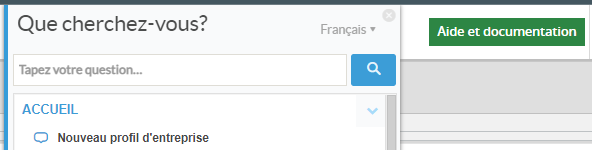 Que cherchez-vous?
Français
Aide et documentation
Tapez votre question...
ACCUEIL
Nouveau profil d'entreprise